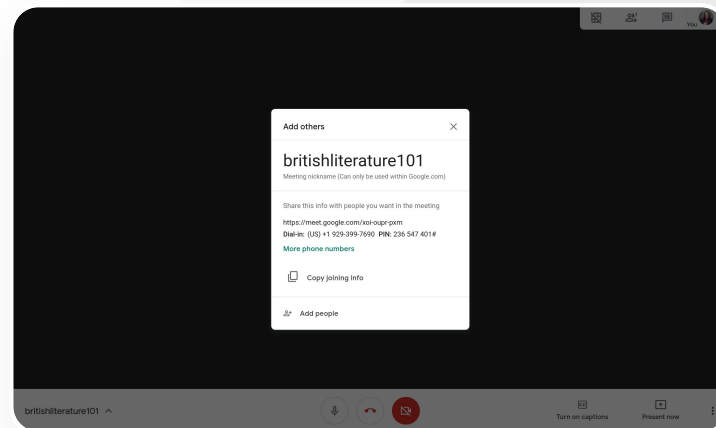 1
You
Add others
britishliterature101
Meeting nickname (Can only be used within Google.com)
Share this info with people you want in the meeting
https://meet.google.com/xoi-oupr-pxm
Dial-in: (US) +1 929-399-7690 PIN: 236 547 401#
More phone numbers
Copy joining info
Add people
britishliterature101
Turn on captions
Present now